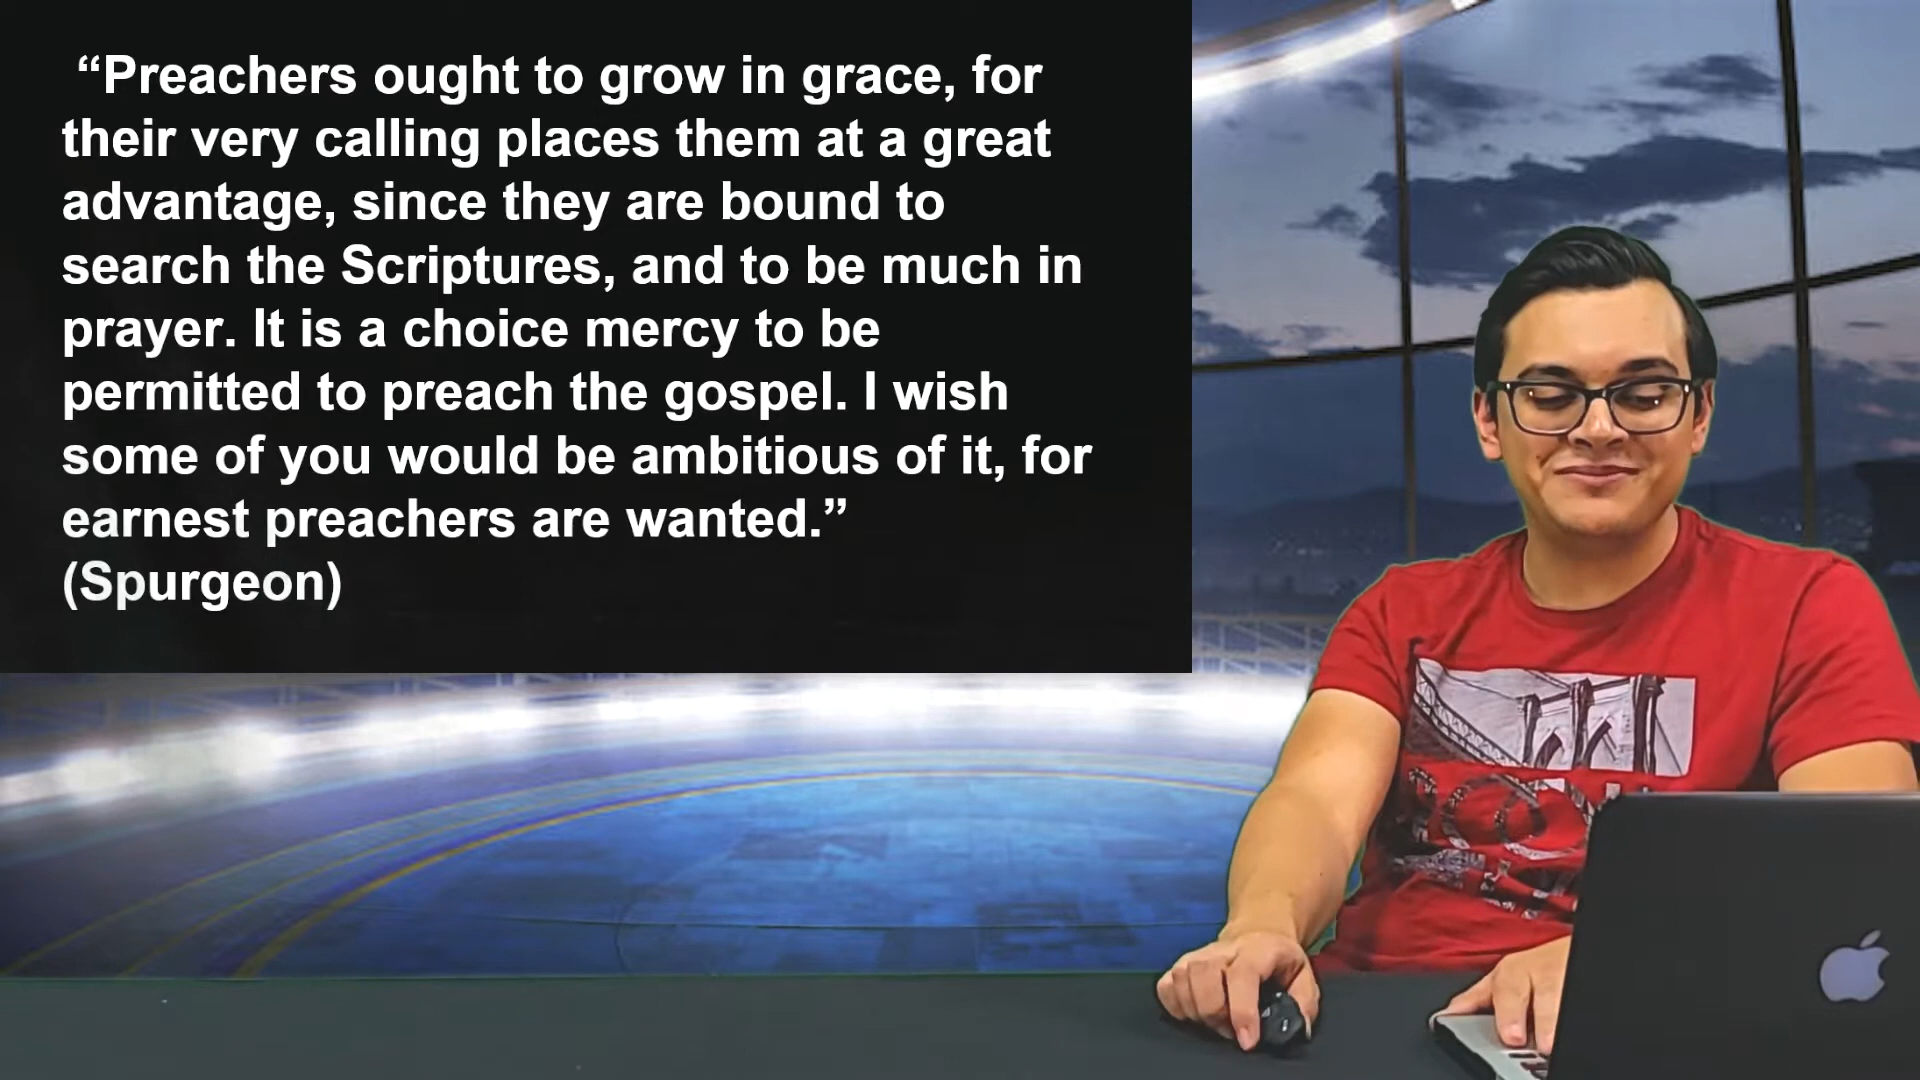 “Preachers ought to grow in grace, for
their very calling places them at a great
advantage, since they are bound to
search the Scriptures, and to be much in
prayer. It is a choice mercy to be
permitted to preach the gospel. I wish
some of you would be ambitious of it, for
earnest preachers are wanted.”
(Spurgeon)